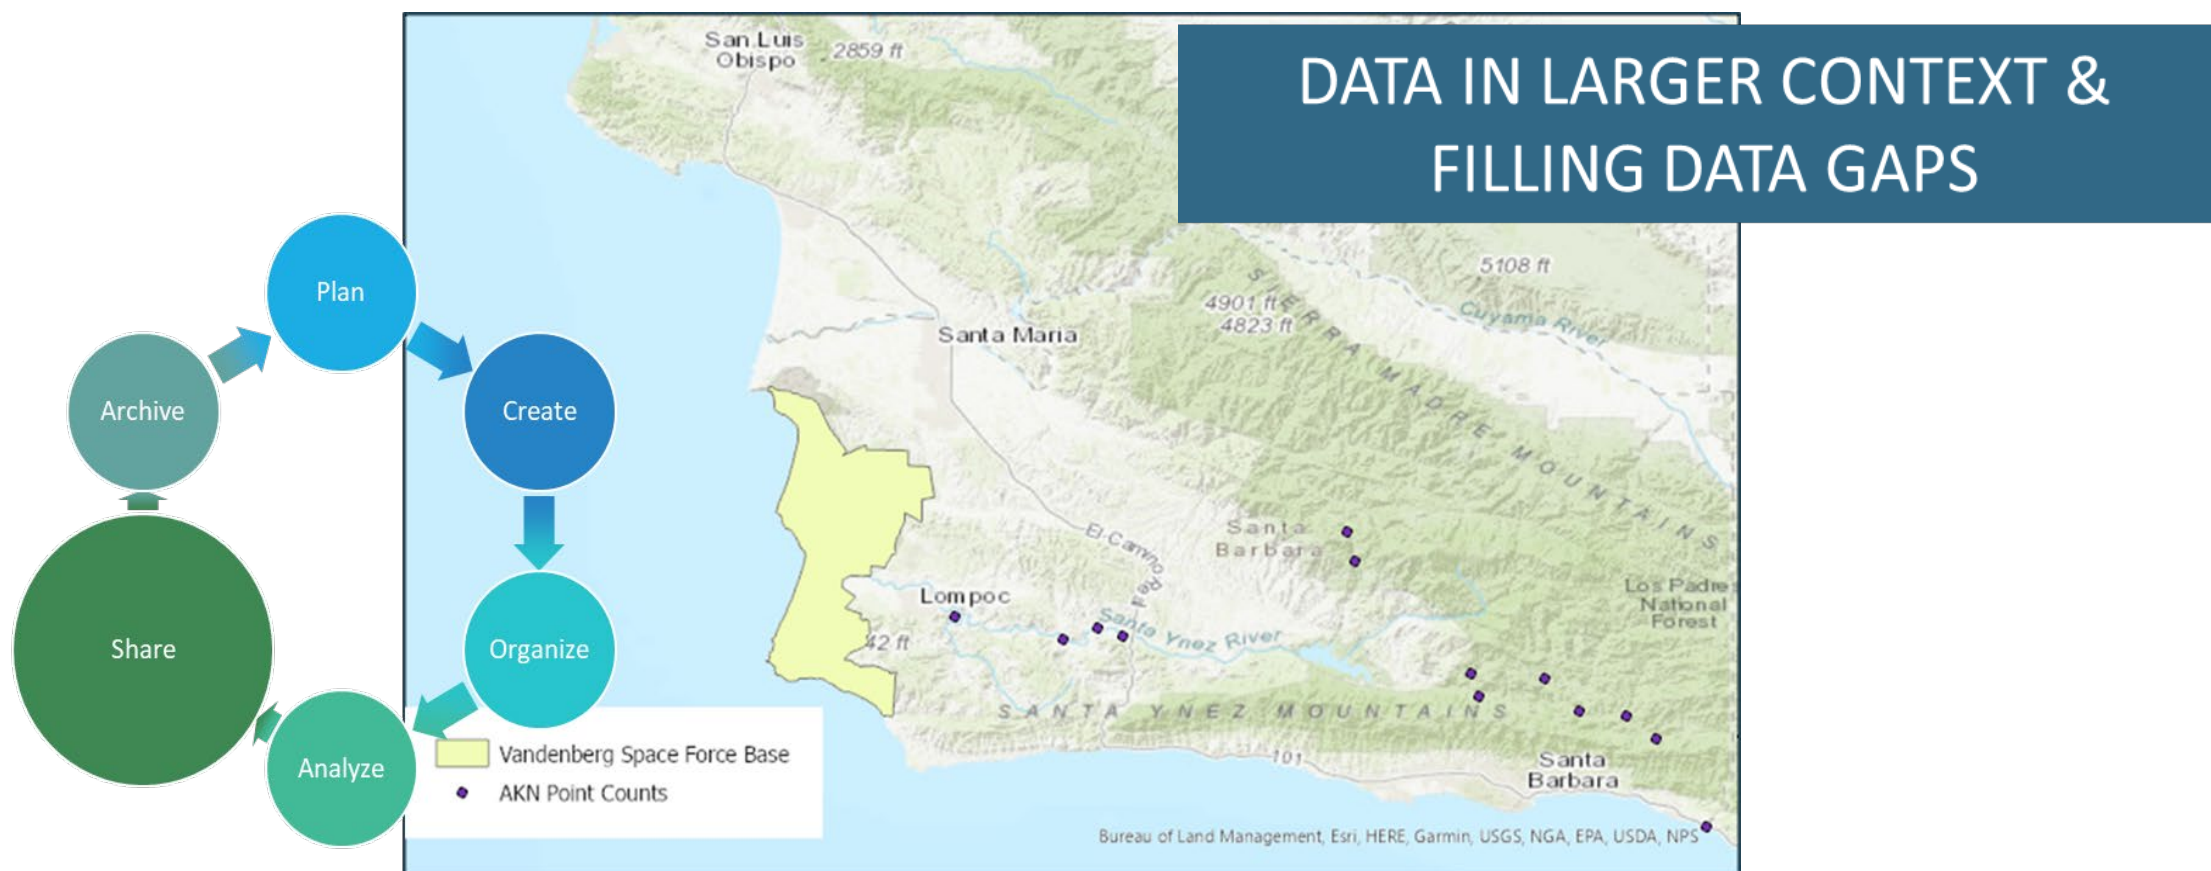 DATA IN LARGER CONTEXT &
FILLING DATA GAPS
Plan
Create
Organize
Analyze
Share
Archive
San Luis
Obispo
2859 ft
5108 ft
4901 ft
4823 ft
Cuyama River
SIERRA MADRE MOUNTAINS
Santa Maria
Santa
Barbara
El Camino Real
Los Padre
National
Forest
Lompoc
Santa Ynez River
42 ft
SANTA YNEZ MOUNTAINS
101
Santa
Barbara
Vandenberg Space Force Base
AKN Point Counts
Bureau of Land Management, Esri, HERE, Garmin, USGS, NGA, EPA, USDA, NPS